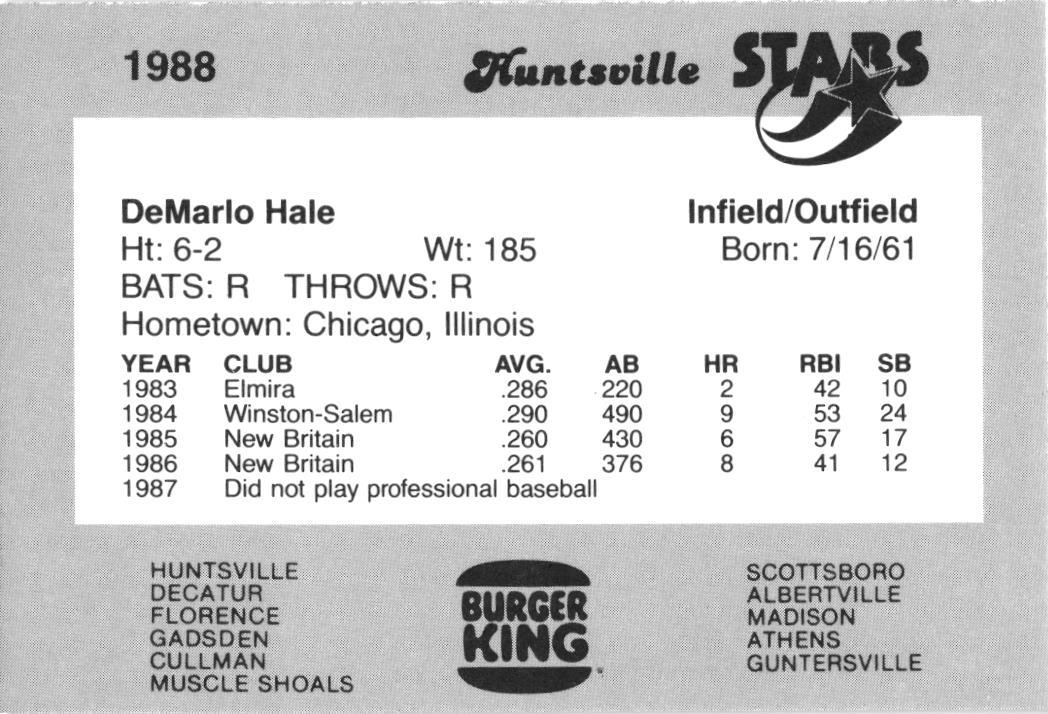 1988 Huntsville STARS
DeMarlo Hale Infield/Outfield
Ht: 6-2 Wt: 185 Born: 7/16/61
BATS: R THROWS: R
Hometown: Chicago, Illinois
YEAR CLUB AVG. AB HR RBI SB
1983 Elmira .286 220 2 42 10
1984 Winston-Salem .290 490 9 53 24
1985 New Britain .260 430 6 57 17
1986 New Britain .261 376 8 41 12
1987 Did not play professional baseball
HUNTSVILLE
DECATUR
FLORENCE
GADSDEN
CULLMAN
MUSCLE SHOALS
BURGER
KING
SCOTTSBORO
ALBERTVILLE
MADISON
ATHENS
GUNTERSVILLE